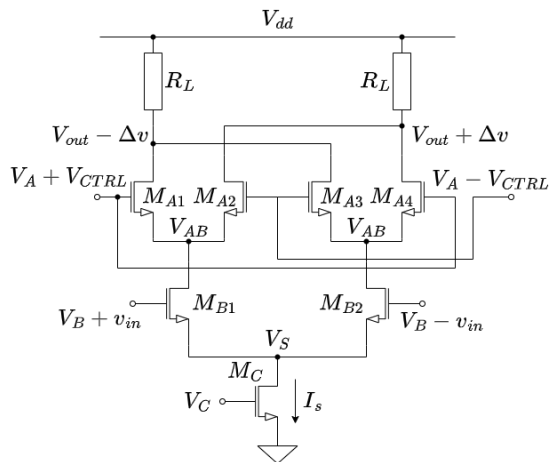 V_{dd}
R_L R_L
V_{out} - Δv V_{out} + Δv
V_A + V_{CTRL} M_{A1} M_{A2} M_{A3} M_{A4} V_A - V_{CTRL}
V_{AB} V_{AB}
M_{B1} M_{B2}
V_B + v_{in} V_B - v_{in}
V_S
M_C
V_C I_s